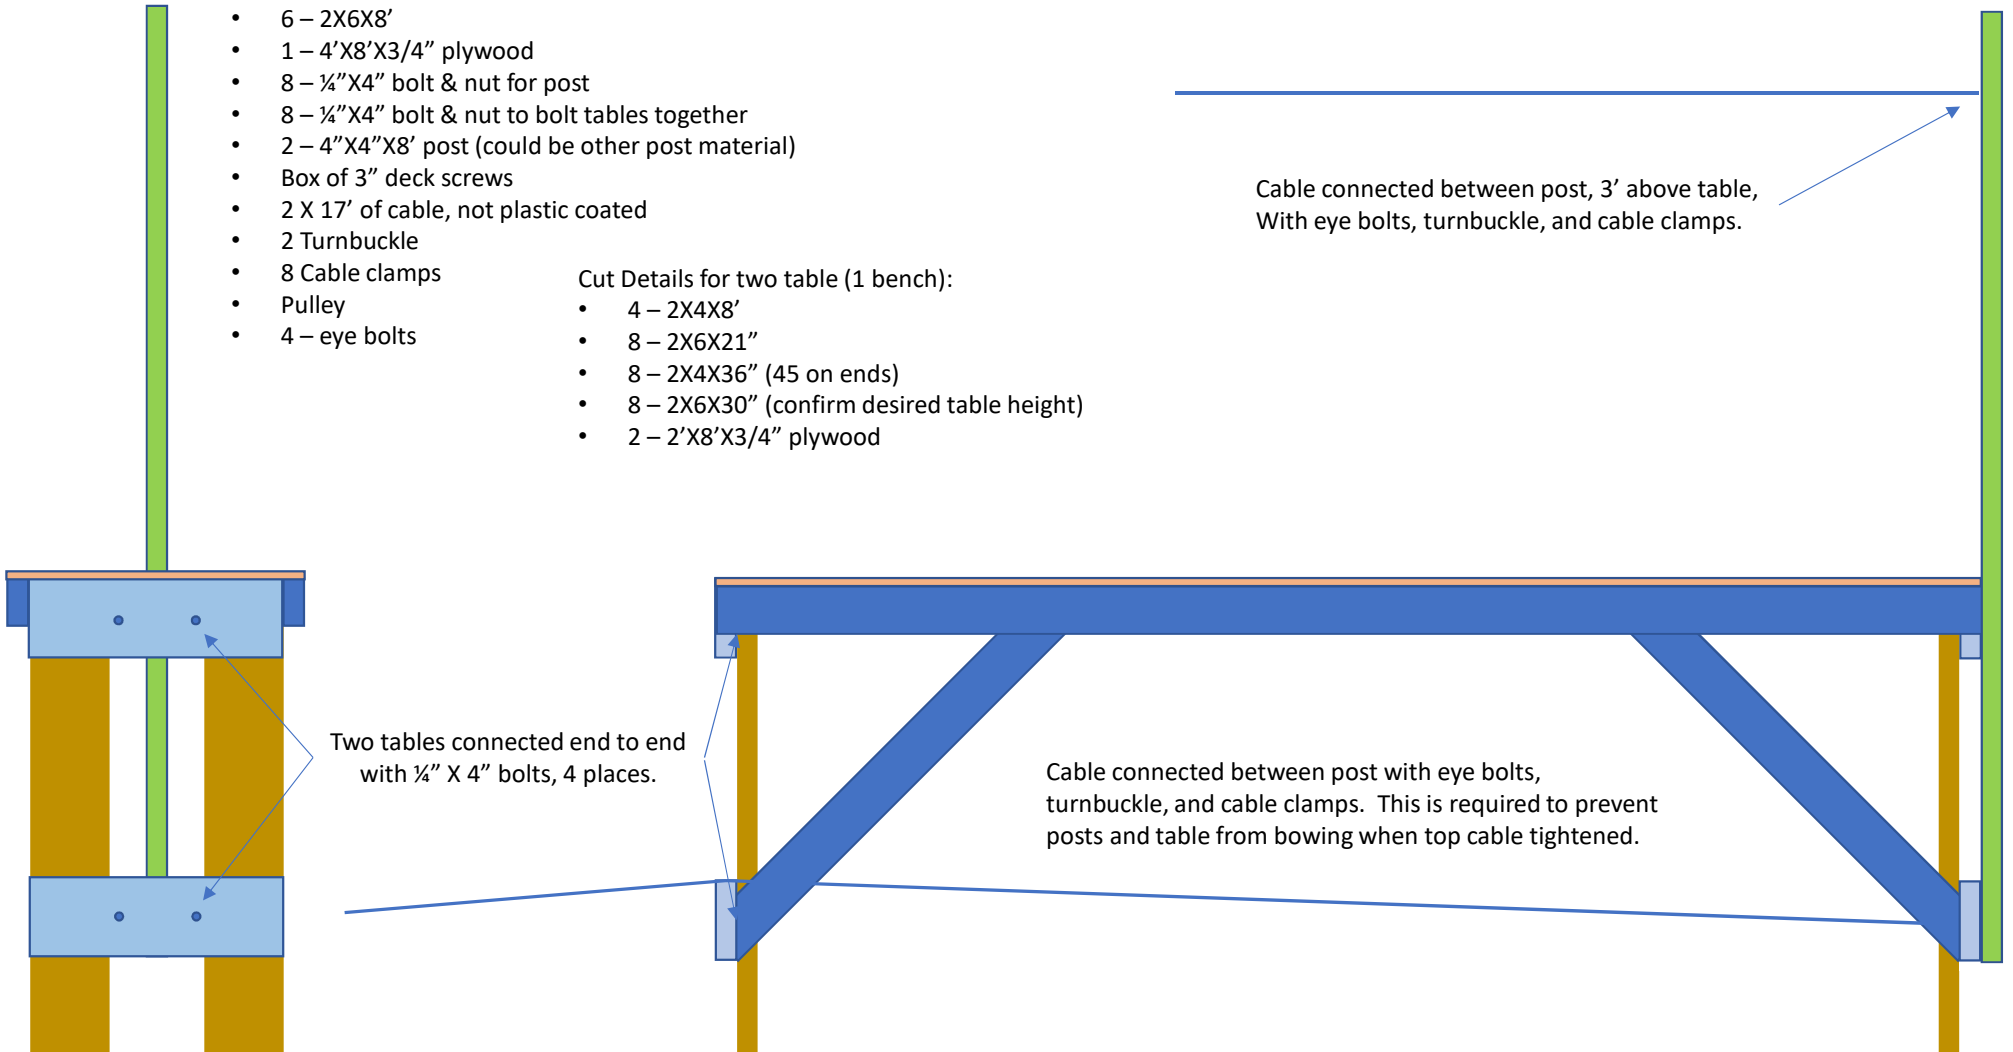 • 6 – 2X6X8’
• 1 – 4’X8’X3/4” plywood
• 8 – ¼”X4” bolt & nut for post
• 8 – ¼”X4” bolt & nut to bolt tables together
• 2 – 4”X4”X8’ post (could be other post material)
• Box of 3” deck screws
• 2 X 17’ of cable, not plastic coated
• 2 Turnbuckle
• 8 Cable clamps
• Pulley
• 4 – eye bolts
Cut Details for two table (1 bench):
• 4 – 2X4X8’
• 8 – 2X6X21”
• 8 – 2X4X36” (45 on ends)
• 8 – 2X6X30” (confirm desired table height)
• 2 – 2’X8’X3/4” plywood
Cable connected between post, 3’ above table,
With eye bolts, turnbuckle, and cable clamps.
Two tables connected end to end
with ¼” X 4” bolts, 4 places.
Cable connected between post with eye bolts,
turnbuckle, and cable clamps.  This is required to prevent
posts and table from bowing when top cable tightened.